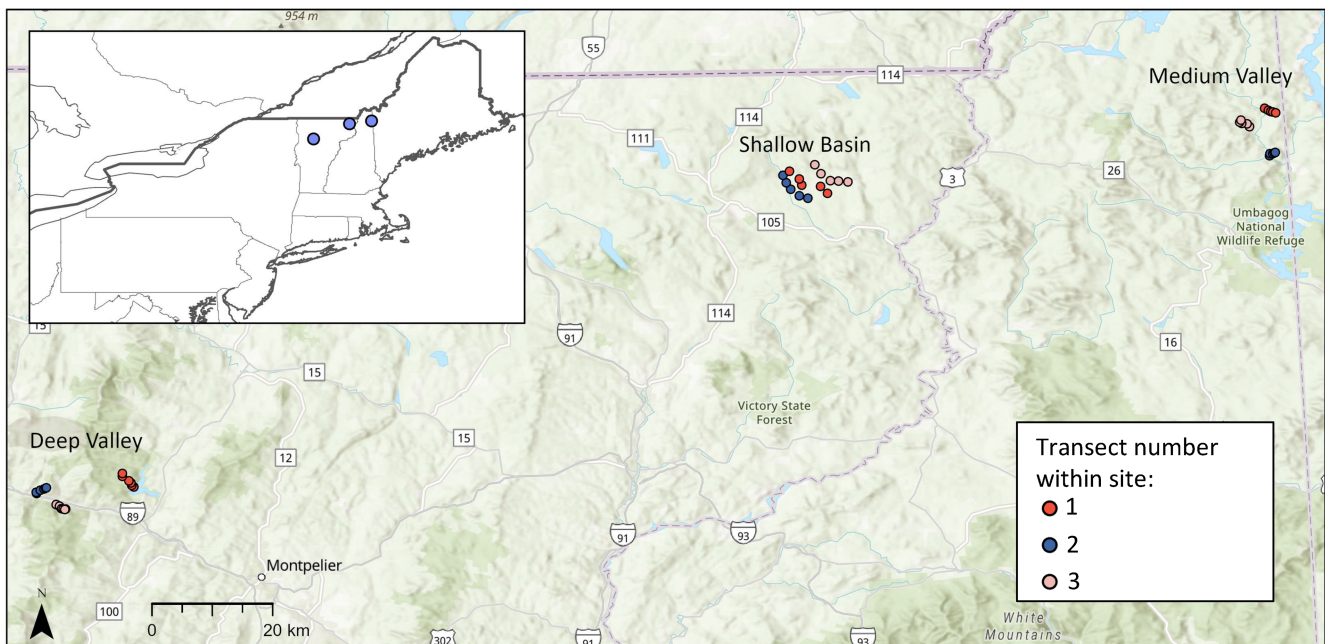 954 m
55
114
Medium Valley
114
111
Shallow Basin
26
3
105
Umbagog
National
Wildlife Refuge
114
15
91
16
15
Victory State
Forest
Deep Valley
15
12
Transect number
within site:
1
2
3
89
91
93
Montpelier
N
100
0
20 km
302
91
93
White
Mountains